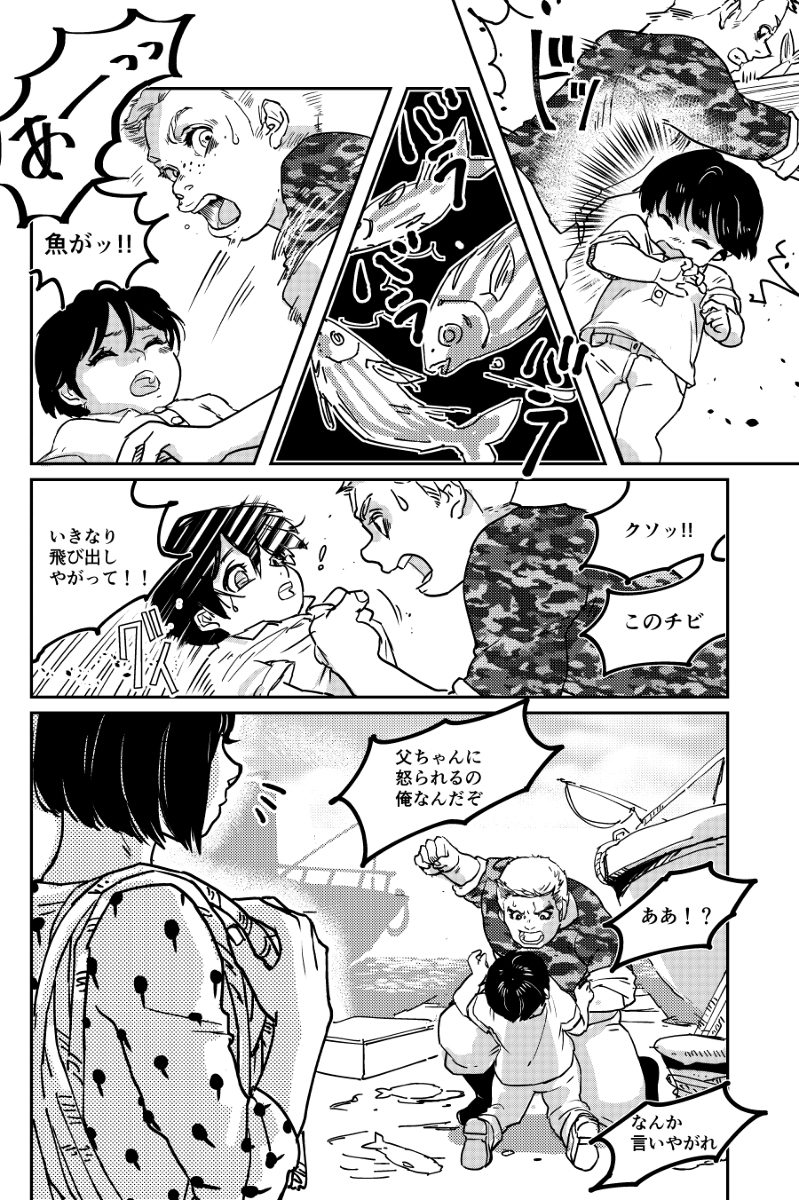 ドッ
バラ
バラ
バラ
あーっっ
魚がッ!!
クソッ!!
このチビ
いきなり
飛び出し
やがって！！
グイ
父ちゃんに
怒られるの
俺なんだぞ
ああ！？
なんか
言いやがれ